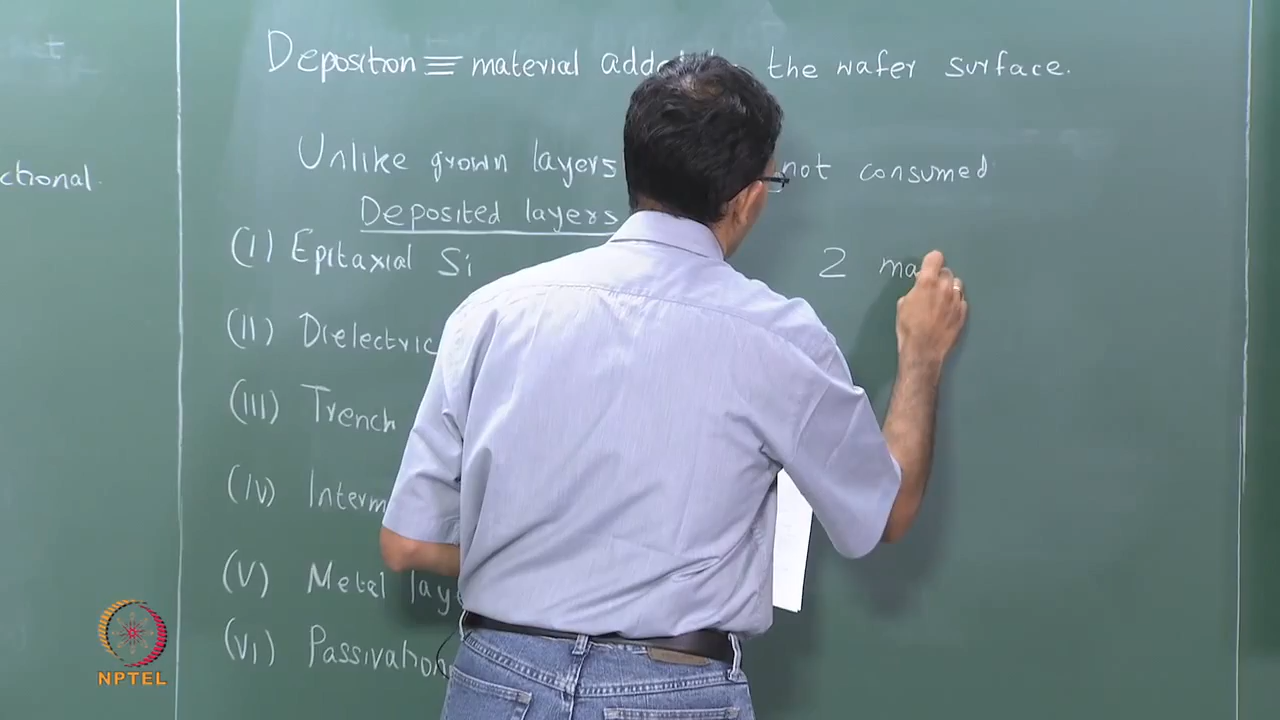 Deposition ≡ material added the wafer surface.
ctional.
Unlike grown layers not consumed
Deposited layers
(I) Epitaxial Si
2 ma
(II) Dielectric
(III) Trench
(IV) Interm
(V) Metal lay
(VI) Passivation
NPTEL